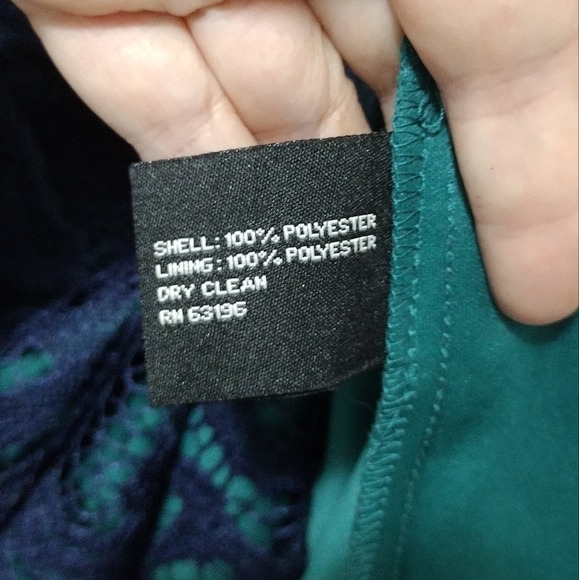 SHELL: 100% POLYESTER
LINING: 100% POLYESTER
DRY CLEAN
RN 63196